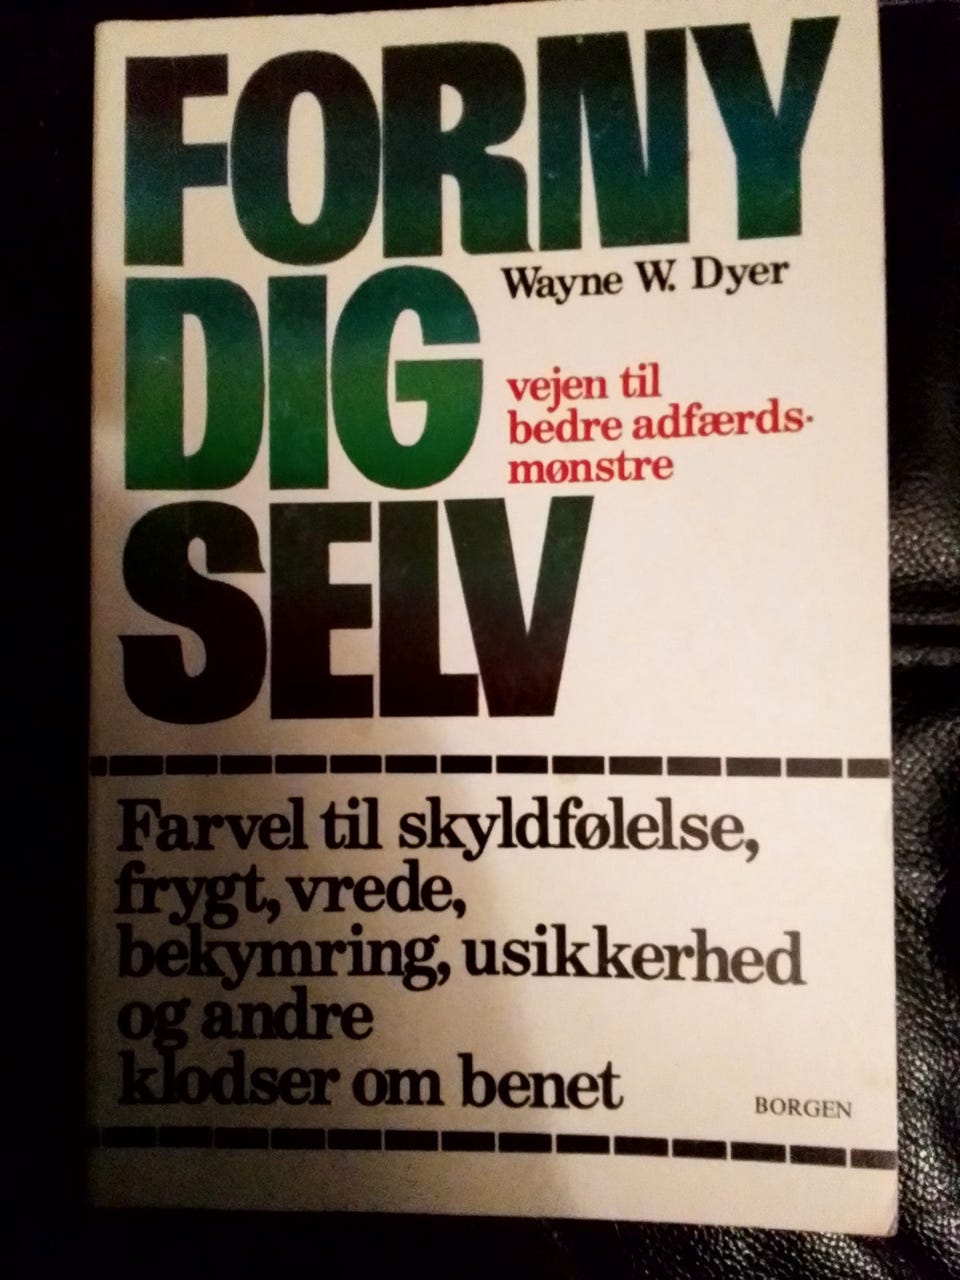 FORNY
Wayne W. Dyer
DIG
vejen til
bedre adfærds-
mønstre
SELV
Farvel til skyldfølelse,
frygt, vrede,
bekymring, usikkerhed
og andre
klodser om benet
BORGEN